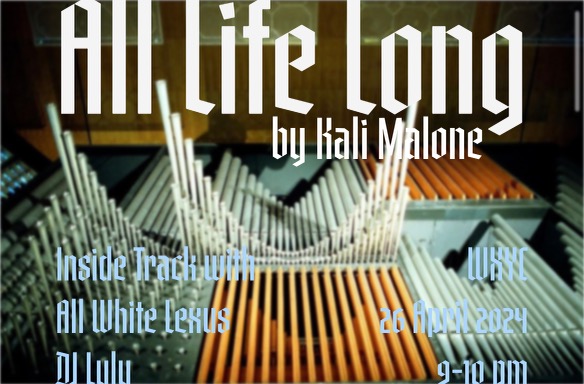 All Life Long
by Kali Malone
Inside Track with
WXYC
All White Lexus
26 April 2024
DJ Lulu
9-10 pm